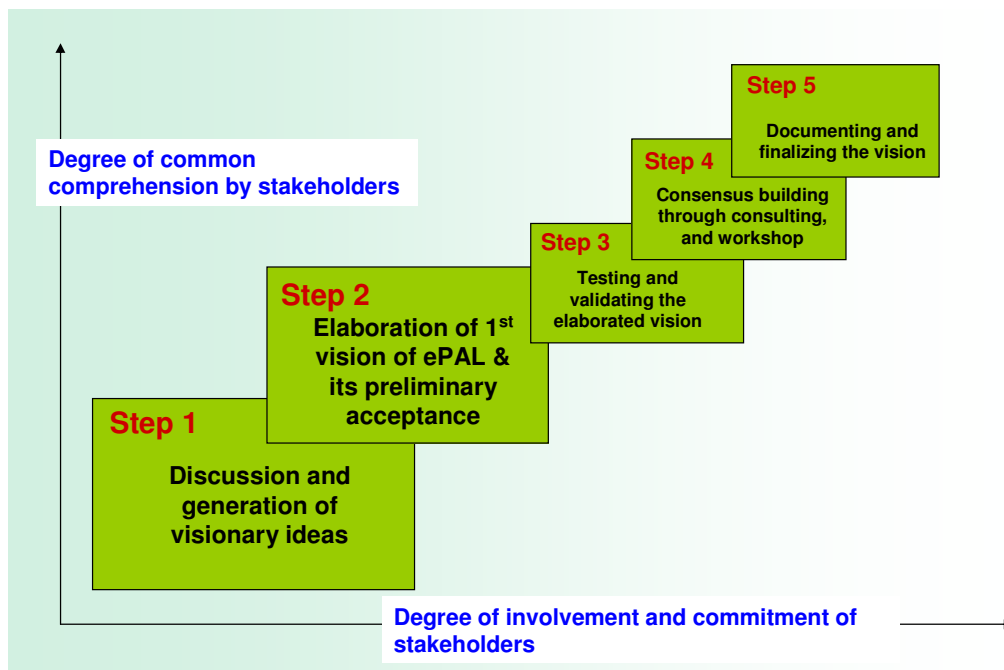 Step 5
Documenting and
finalizing the vision
Degree of common
comprehension by stakeholders
Step 4
Consensus building
through consulting,
and workshop
Step 3
Testing and
validating the
elaborated vision
Step 2
Elaboration of 1st
vision of ePAL &
its preliminary
acceptance
Step 1
Discussion and
generation of
visionary ideas
Degree of involvement and commitment of
stakeholders